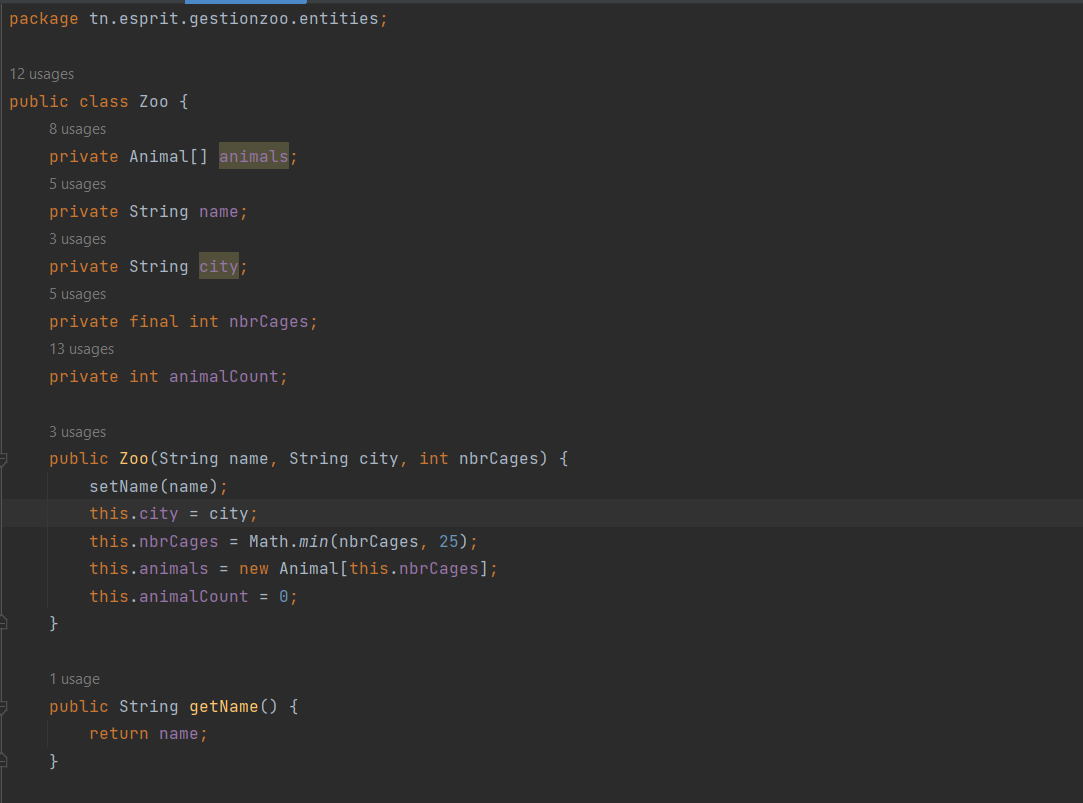 package tn.esprit.gestionzoo.entities;
12 usages
public class Zoo {
8 usages
private Animal[] animals;
5 usages
private String name;
3 usages
private String city;
5 usages
private final int nbrCages;
13 usages
private int animalCount;
3 usages
public Zoo(String name, String city, int nbrCages) {
setName(name);
this.city = city;
this.nbrCages = Math.min(nbrCages, 25);
this.animals = new Animal[this.nbrCages];
this.animalCount = 0;
}
1 usage
public String getName() {
return name;
}